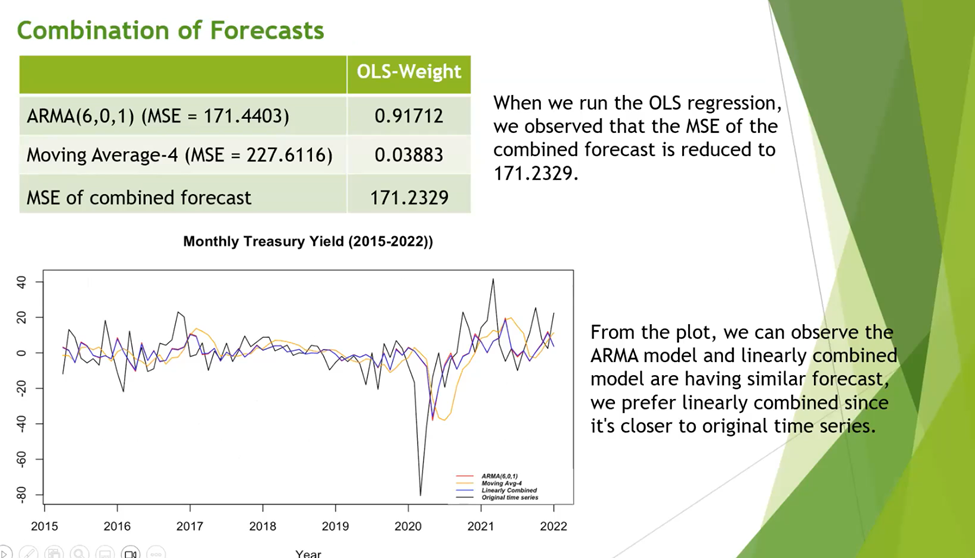 Combination of Forecasts
OLS-Weight
ARMA(6,0,1) (MSE = 171.4403) 0.91712
Moving Average-4 (MSE = 227.6116) 0.03883
MSE of combined forecast 171.2329
When we run the OLS regression,
we observed that the MSE of the
combined forecast is reduced to
171.2329.
Monthly Treasury Yield (2015-2022))
40
20
0
-20
-40
-60
-80
ARMA(6,0,1)
Moving Avg-4
Linearly Combined
Original time series
2015 2016 2017 2018 2019 2020 2021 2022
Year
From the plot, we can observe the
ARMA model and linearly combined
model are having similar forecast,
we prefer linearly combined since
it's closer to original time series.